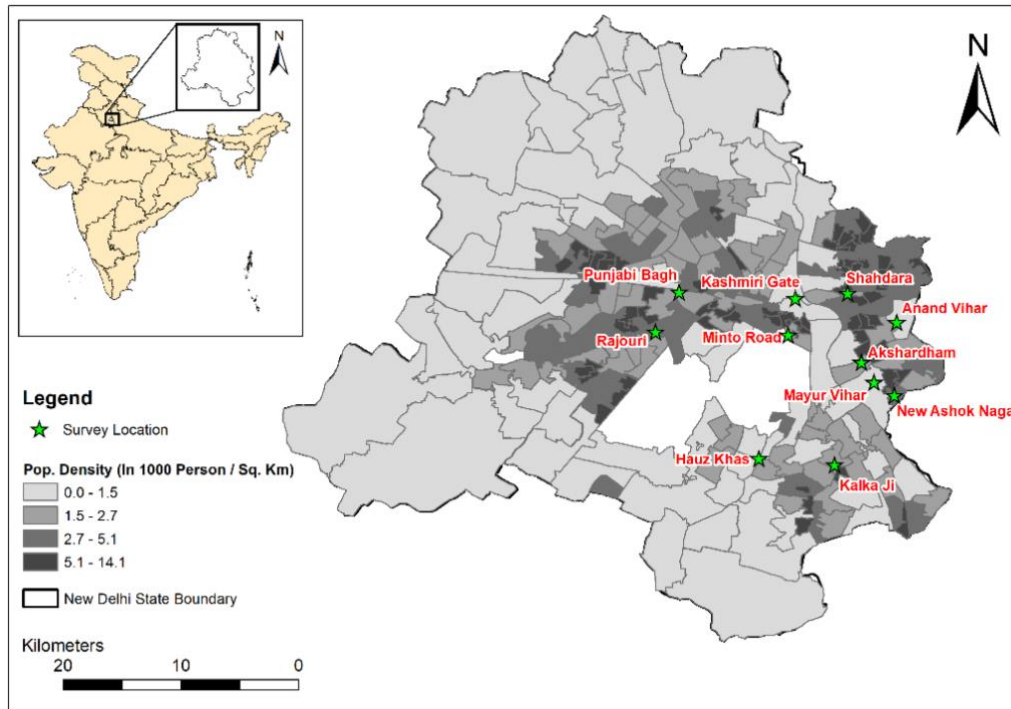 N
N
Punjabi Bagh
Kashmiri Gate
Shahdara
Anand Vihar
Rajouri
Minto Road
Akshardham
Mayur Vihar
New Ashok Naga
Hauz Khas
Kalka Ji
Legend
Survey Location
Pop. Density (In 1000 Person / Sq. Km)
0.0 - 1.5
1.5 - 2.7
2.7 - 5.1
5.1 - 14.1
New Delhi State Boundary
Kilometers
20 10 0